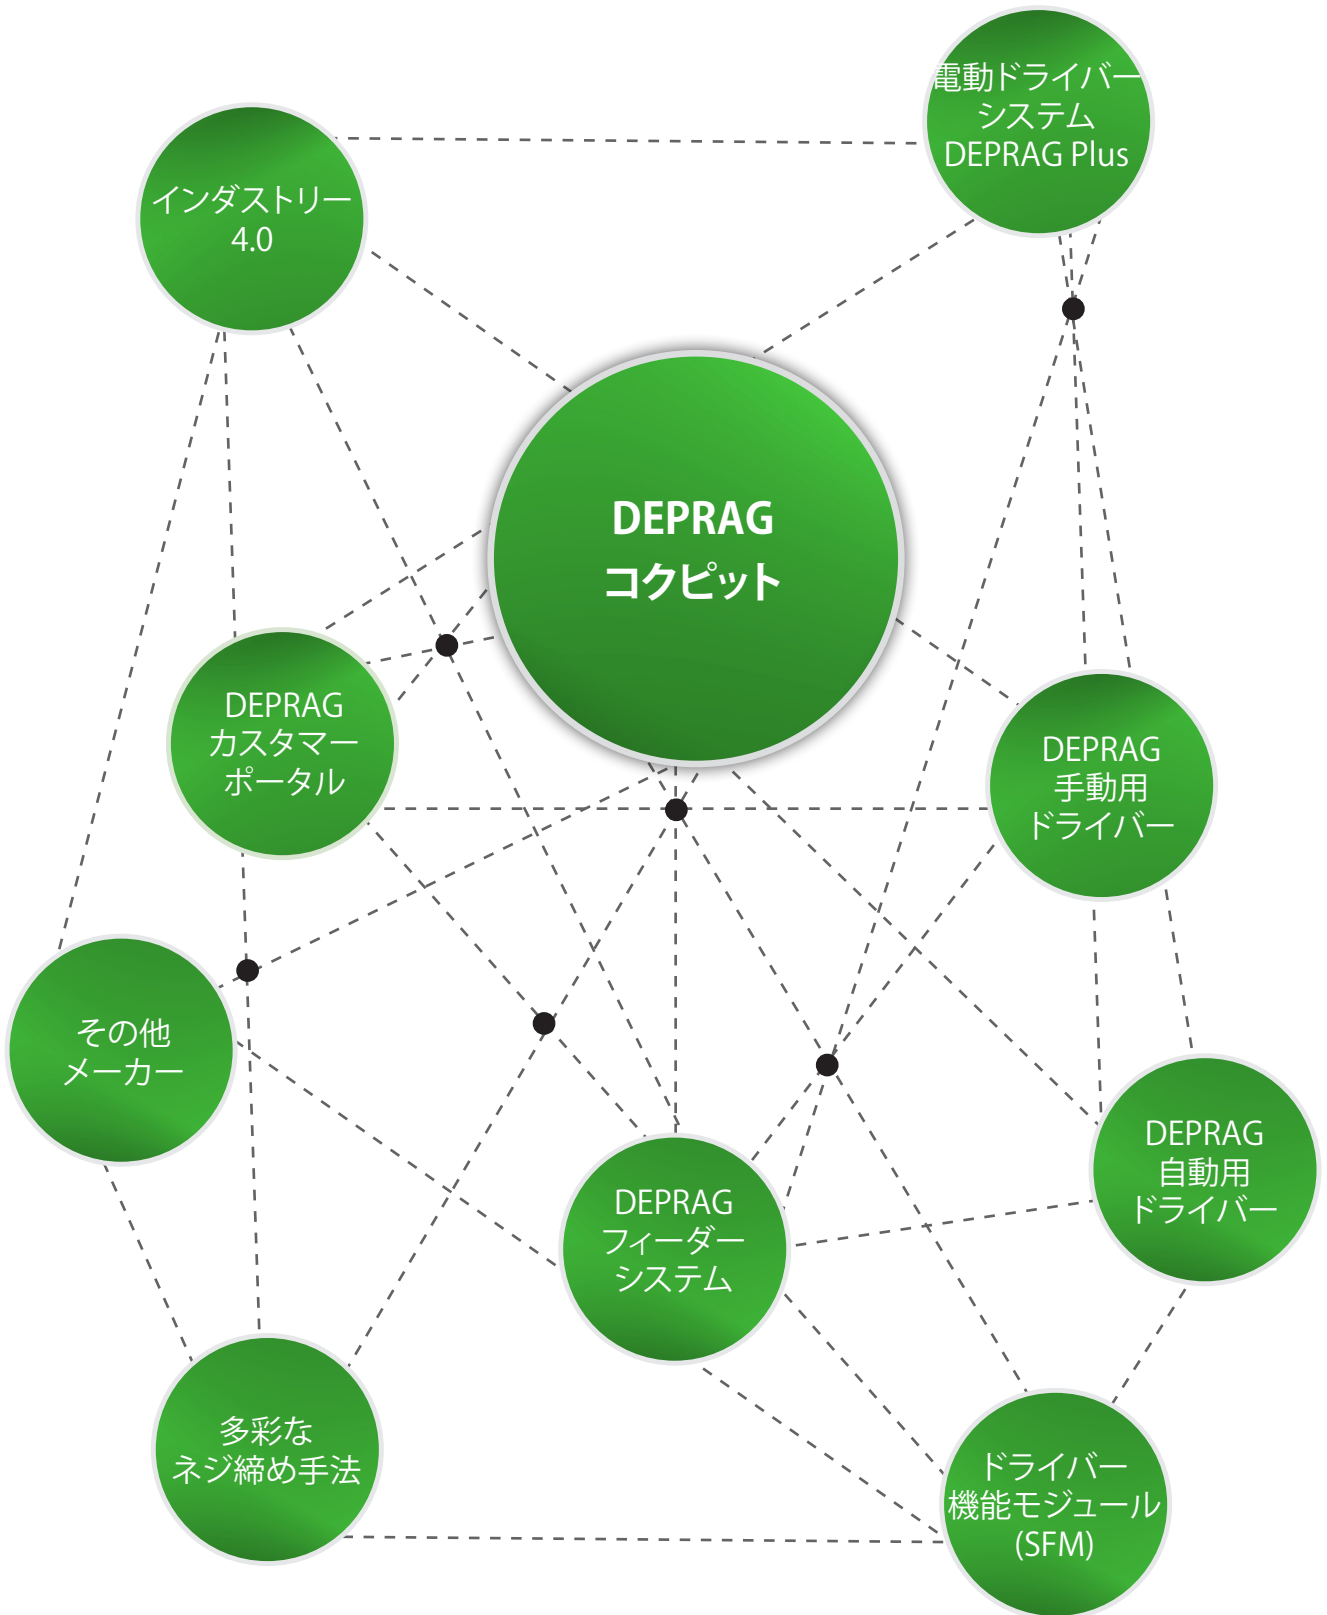 電動ドライバー
システム
DEPRAG Plus
インダストリー
4.0
DEPRAG
コクピット
DEPRAG
カスタマー
ポータル
DEPRAG
手動用
ドライバー
その他
メーカー
DEPRAG
自動用
ドライバー
DEPRAG
フィーダー
システム
多彩な
ネジ締め手法
ドライバー
機能モジュール
(SFM)